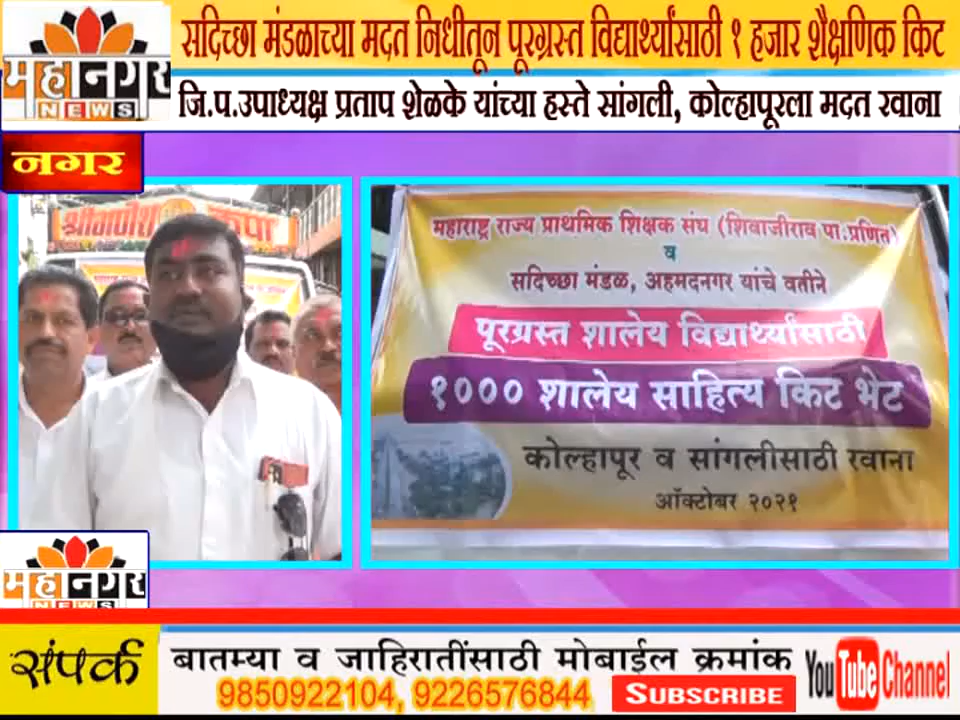 सदिच्छा मंडळाच्या मदत निधीतून पूरग्रस्त विद्यार्थ्यांसाठी १ हजार शैक्षणिक किट
महानगर
NEWS
जि.प.उपाध्यक्ष प्रताप शेळके यांच्या हस्ते सांगली, कोल्हापूरला मदत रवाना
नगर
श्री गणेश कृपा
महाराष्ट्र राज्य प्राथमिक शिक्षक संघ (शिवाजीराव पा.प्रणित)
व
सदिच्छा मंडळ, अहमदनगर यांचे वतीने
पूरग्रस्त शालेय विद्यार्थ्यांसाठी
१००० शालेय साहित्य किट भेट
कोल्हापूर व सांगलीसाठी रवाना
ऑक्टोबर २०२१
महानगर
NEWS
संपर्क
बातम्या व जाहिरातींसाठी मोबाईल क्रमांक
9850922104, 9226576844
SUBSCRIBE
YouTube Channel